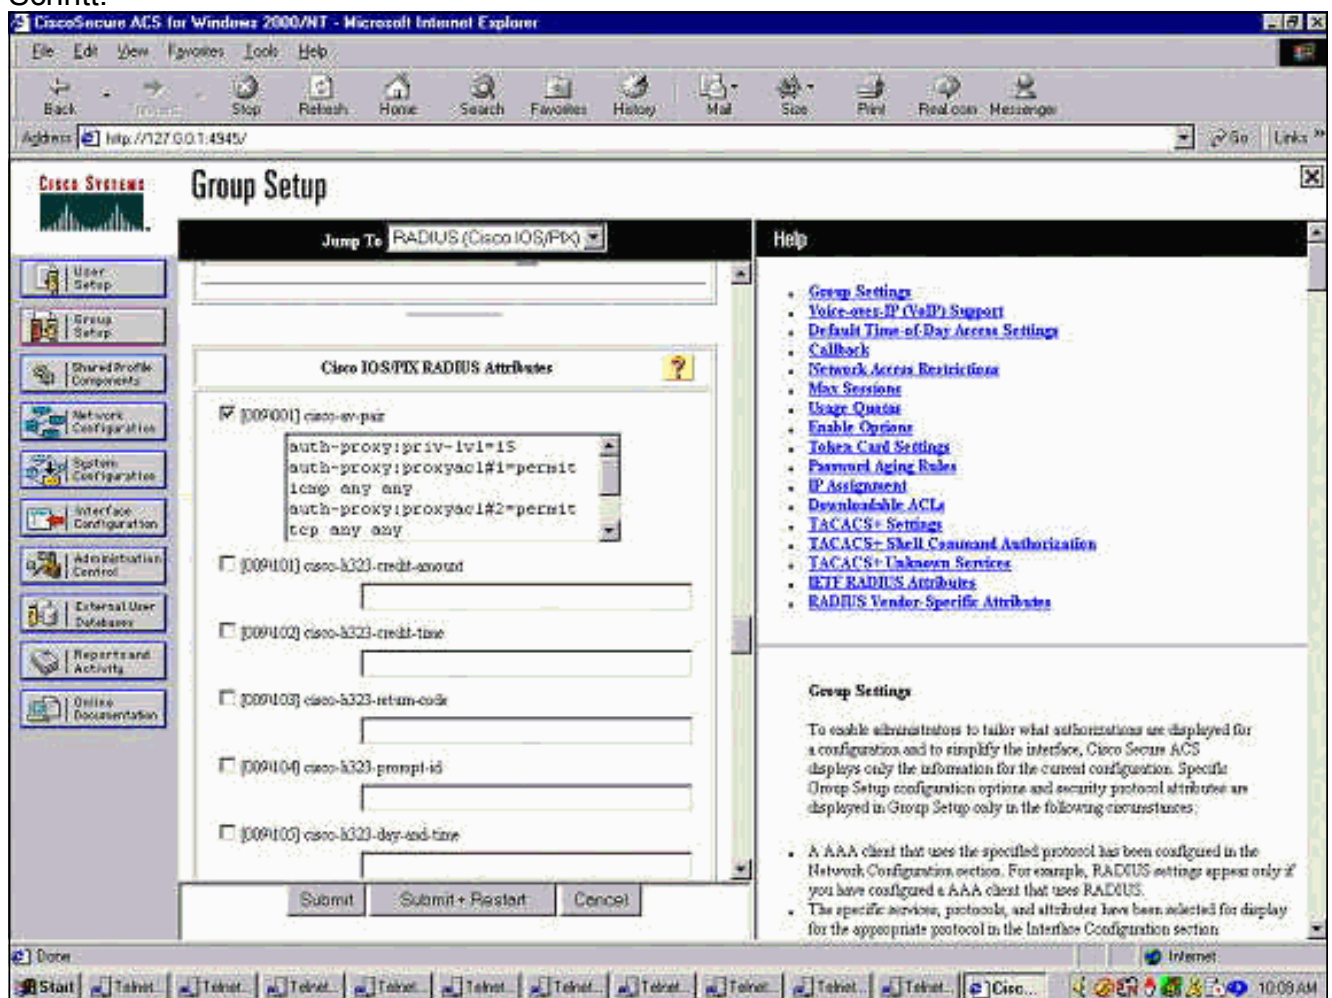 Schritt.
CiscoSecure ACS for Windows 2000/NT - Microsoft Internet Explorer
File Edit View Favorites Tools Help
Back Stop Refresh Home Search Favorites History Mail Size Print Real.com Messenger
Address http://127.0.0.1:4945/ Go Links »
CISCO SYSTEMS
Group Setup
Jump To RADIUS (Cisco IOS/PIX)
Help
User Setup
Group Setup
Shared Profile Components
Network Configuration
System Configuration
Interface Configuration
Administration Control
External User Databases
Reports and Activity
Online Documentation
Cisco IOS/PIX RADIUS Attributes
?
[009\001] cisco-av-pair
auth-proxy:priv-lvl=15
auth-proxy:proxyacl#1=permit
icmp any any
auth-proxy:proxyacl#2=permit
tcp any any
[009\101] cisco-h323-credit-amount
[009\102] cisco-h323-credit-time
[009\103] cisco-h323-return-code
[009\104] cisco-h323-prompt-id
[009\105] cisco-h323-day-and-time
Submit Submit + Restart Cancel
Group Settings
Voice-over-IP (VoIP) Support
Default Time-of-Day Access Settings
Callback
Network Access Restrictions
Max Sessions
Usage Quotas
Enable Options
Token Card Settings
Password Aging Rules
IP Assignment
Downloadable ACLs
TACACS+ Settings
TACACS+ Shell Command Authorization
TACACS+ Unknown Services
IETF RADIUS Attributes
RADIUS Vendor-Specific Attributes
Group Settings
To enable administrators to tailor what authorizations are displayed for
a configuration and to simplify the interface, Cisco Secure ACS
displays only the information for the current configuration. Specific
Group Setup configuration options and security protocol attributes are
displayed in Group Setup only in the following circumstances:
A AAA client that uses the specified protocol has been configured in the
Network Configuration section. For example, RADIUS settings appear only if
you have configured a AAA client that uses RADIUS.
The specific services, protocols, and attributes have been selected for display
for the appropriate protocol in the Interface Configuration section
Done Internet
Start Telnet... Telnet... Telnet... Telnet... Telnet... Telnet... Telnet... Telnet... Telnet... Telnet... Cisc... 10:09 AM